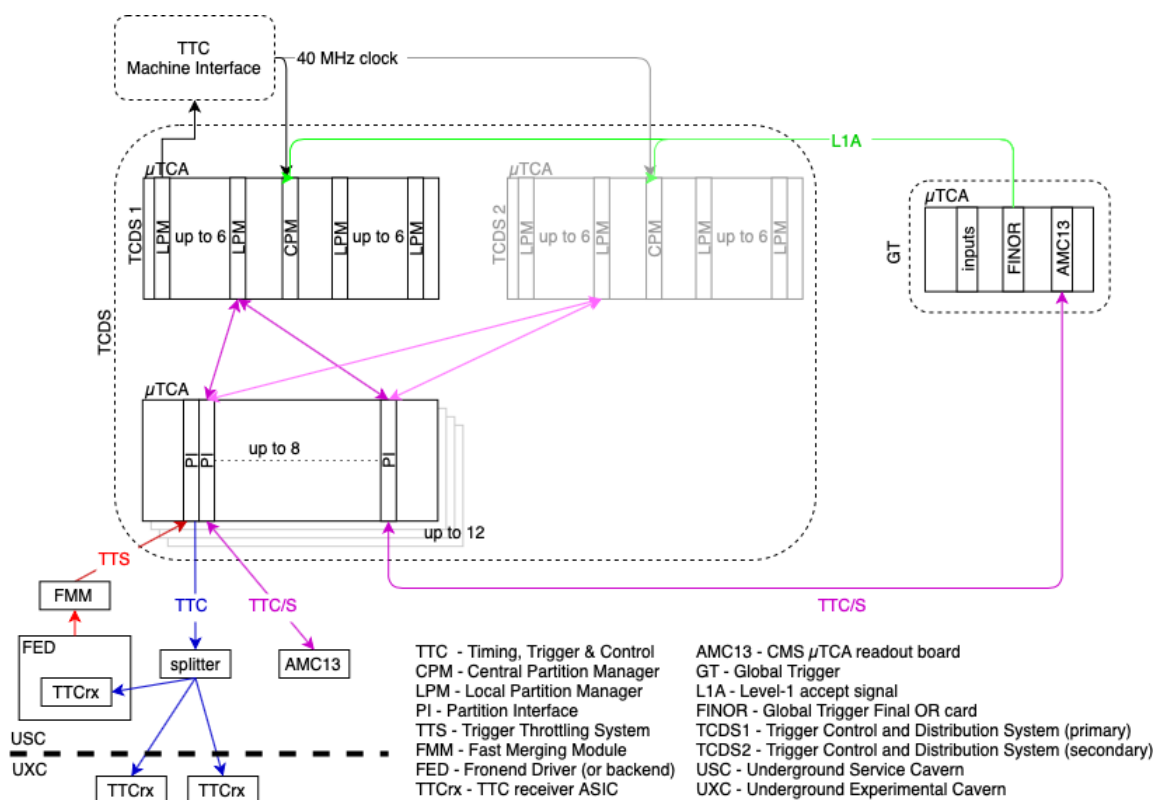 TTC
Machine Interface
40 MHz clock
L1A
µTCA
TCDS 1
LPM
up to 6
LPM
CPM
LPM
up to 6
LPM
µTCA
TCDS 2
LPM
up to 6
LPM
CPM
LPM
up to 6
LPM
µTCA
GT
inputs
FINOR
AMC13
TCDS
µTCA
PI
PI
up to 8
PI
up to 12
TTS
FMM
TTC
TTC/S
TTC/S
FED
TTCrx
splitter
AMC13
USC
UXC
TTCrx
TTCrx
TTC - Timing, Trigger & Control
CPM - Central Partition Manager
LPM - Local Partition Manager
PI - Partition Interface
TTS - Trigger Throttling System
FMM - Fast Merging Module
FED - Fronend Driver (or backend)
TTCrx - TTC receiver ASIC
AMC13 - CMS µTCA readout board
GT - Global Trigger
L1A - Level-1 accept signal
FINOR - Global Trigger Final OR card
TCDS1 - Trigger Control and Distribution System (primary)
TCDS2 - Trigger Control and Distribution System (secondary)
USC - Underground Service Cavern
UXC - Underground Experimental Cavern